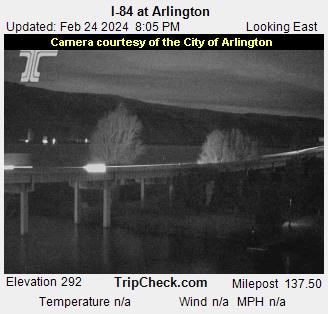 I-84 at Arlington
Updated: Feb 24 2024 8:05 PM Looking East
Camera courtesy of the City of Arlington
Elevation 292 TripCheck.com Milepost 137.50
Temperature n/a Wind n/a MPH n/a